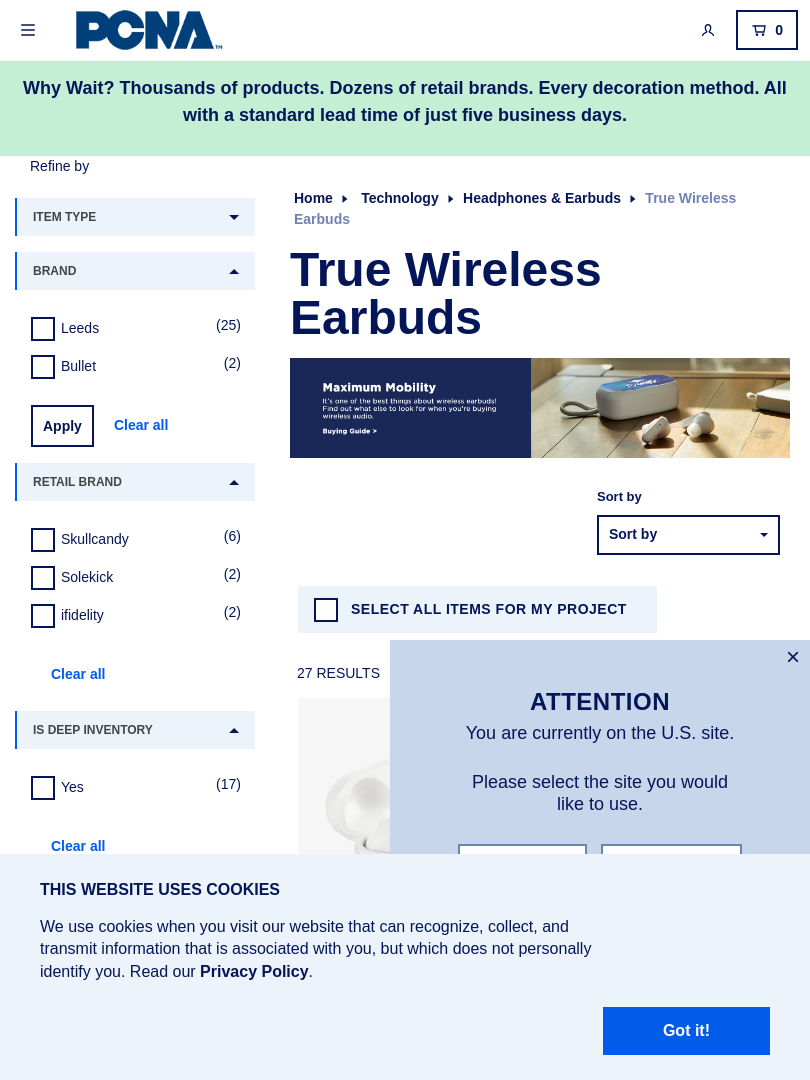 PCNA™
0
Why Wait? Thousands of products. Dozens of retail brands. Every decoration method. All
with a standard lead time of just five business days.
Refine by
ITEM TYPE
BRAND
Leeds (25)
Bullet (2)
Apply Clear all
RETAIL BRAND
Skullcandy (6)
Solekick (2)
ifidelity (2)
Clear all
IS DEEP INVENTORY
Yes (17)
Clear all
Home Technology Headphones & Earbuds True Wireless
Earbuds
True Wireless
Earbuds
Maximum Mobility
It's one of the best things about wireless earbuds!
Find out what else to look for when you're buying
wireless audio.
Buying Guide >
Sort by
Sort by
SELECT ALL ITEMS FOR MY PROJECT
27 RESULTS
×
ATTENTION
You are currently on the U.S. site.
Please select the site you would
like to use.
THIS WEBSITE USES COOKIES
We use cookies when you visit our website that can recognize, collect, and
transmit information that is associated with you, but which does not personally
identify you. Read our Privacy Policy.
Got it!